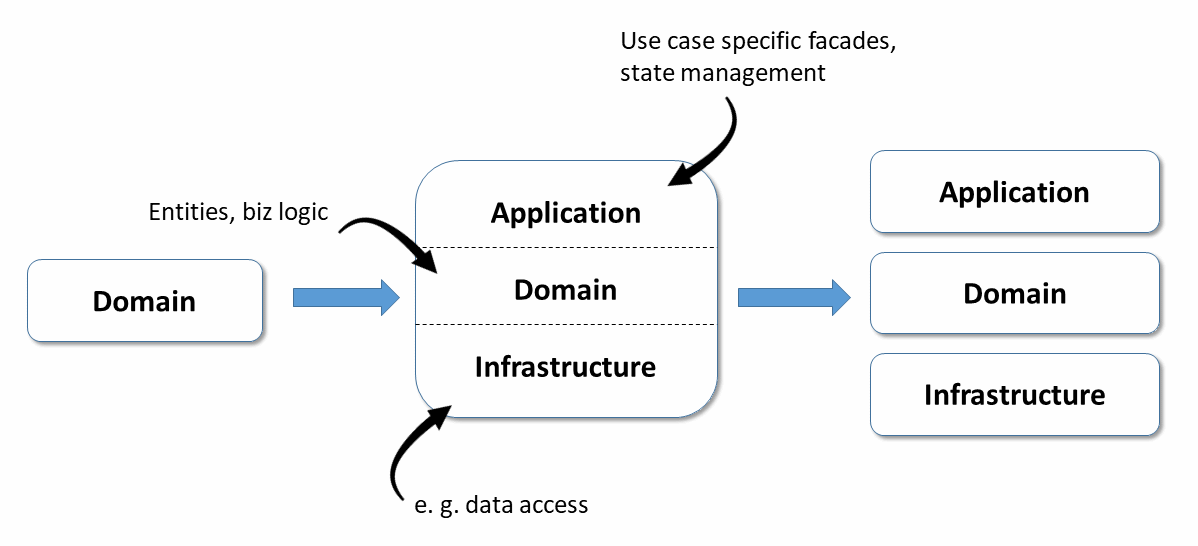 Use case specific facades,
state management
Entities, biz logic
Domain
Application
Domain
Infrastructure
e. g. data access
Application
Domain
Infrastructure